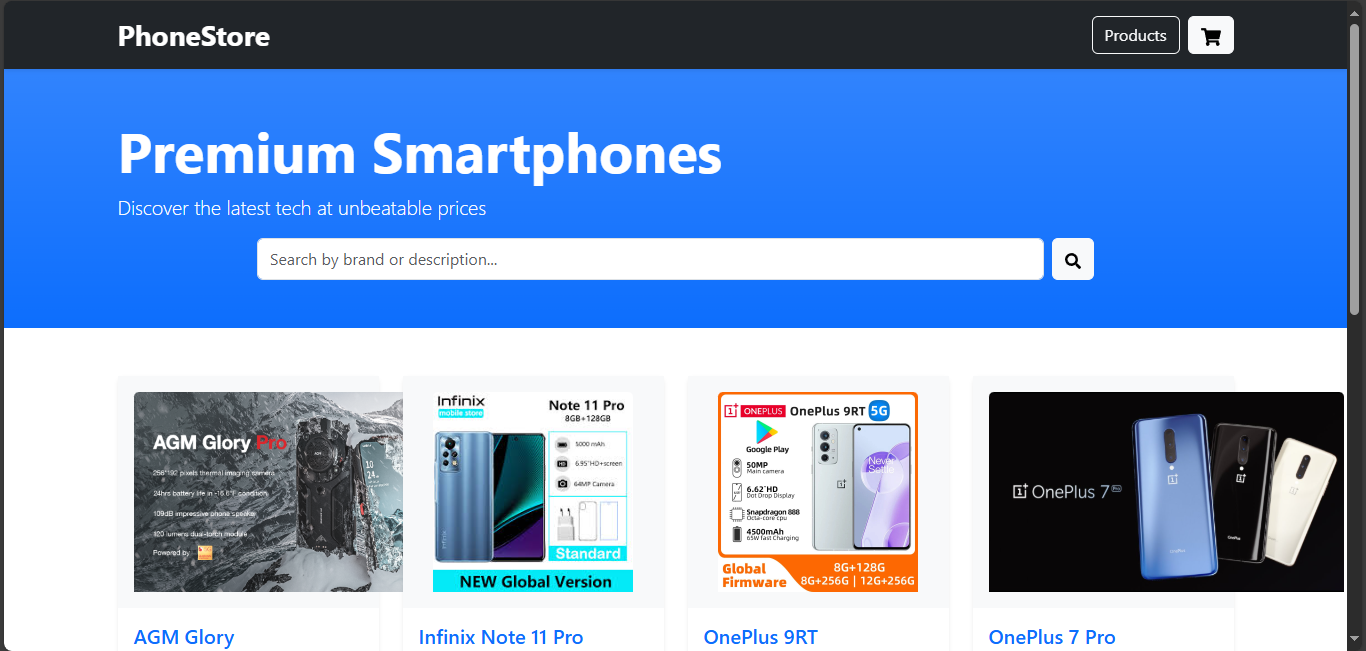 PhoneStore
Products
Premium Smartphones
Discover the latest tech at unbeatable prices
Search by brand or description...
AGM Glory Pro
256*192 pixels thermal imaging camera
24hrs battery life in -16.6°F condition
109dB impressive phone speaker
120 lumens dual-torch module
Powered by
Infinix
mobile store
Note 11 Pro
8GB+128GB
5000 mAh
6.95"HD+screen
64MP Camera
Standard
NEW Global Version
ONEPLUS OnePlus 9RT 5G
Google Play
50MP
Main camera
6.62"HD
Dot Drop Display
Snapdragon 888
Octa-core cpu
4500mAh
65W fast Charging
Never
Settle
Global
Firmware
8G+128G
8G+256G | 12G+256G
OnePlus 7 Pro
AGM Glory
Infinix Note 11 Pro
OnePlus 9RT
OnePlus 7 Pro